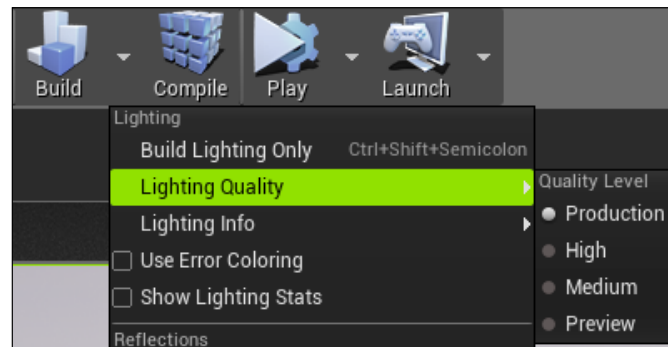 Build Compile Play Launch
Lighting
Build Lighting Only Ctrl+Shift+Semicolon
Lighting Quality
Lighting Info
Use Error Coloring
Show Lighting Stats
Reflections
Quality Level
Production
High
Medium
Preview